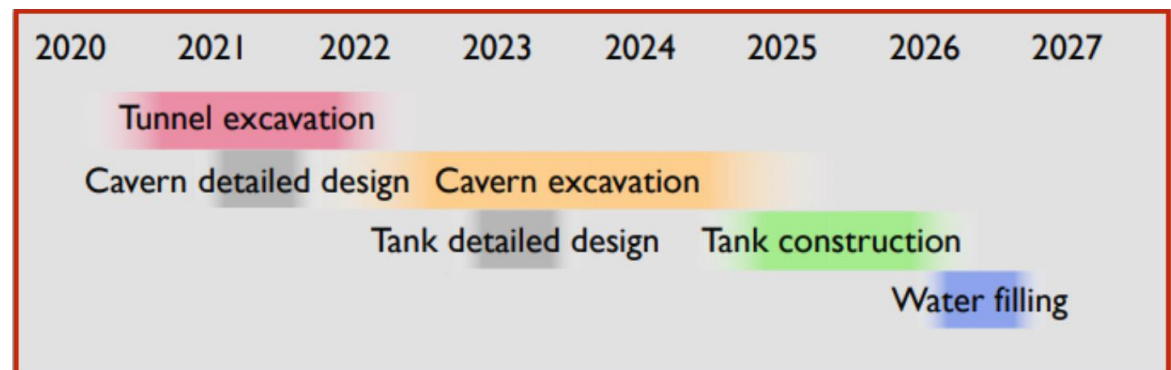 2020 2021 2022 2023 2024 2025 2026 2027
Tunnel excavation
Cavern detailed design Cavern excavation
Tank detailed design Tank construction
Water filling